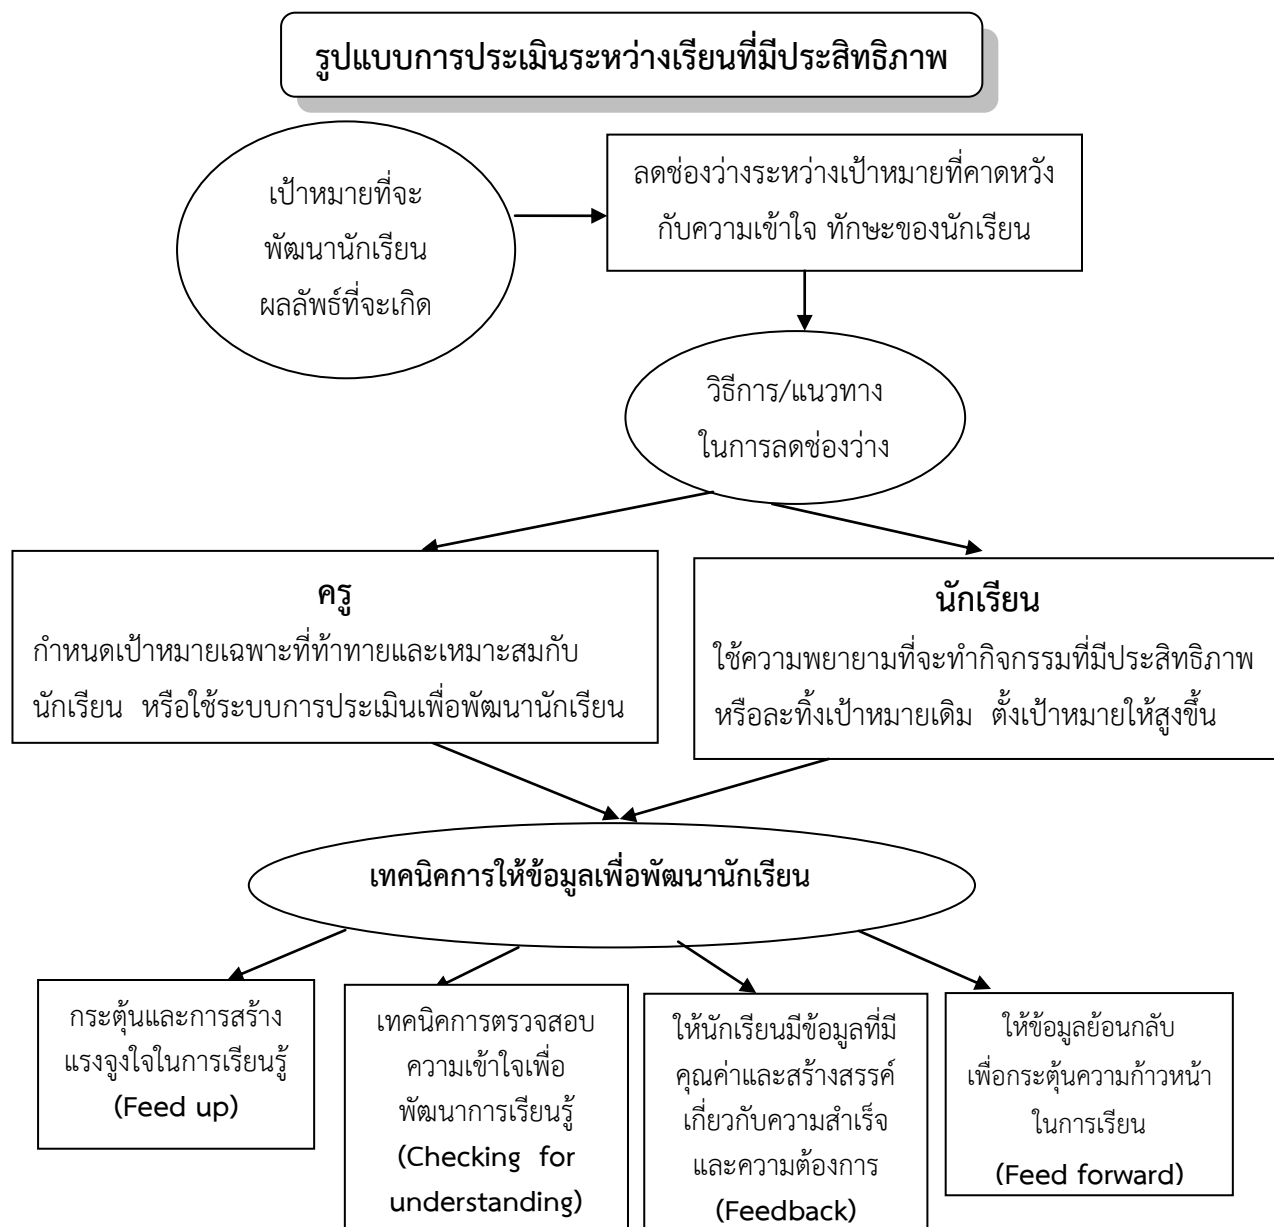 รูปแบบการประเมินระหว่างเรียนที่มีประสิทธิภาพ
เป้าหมายที่จะ
พัฒนานักเรียน
ผลลัพธ์ที่จะเกิด
ลดช่องว่างระหว่างเป้าหมายที่คาดหวัง
กับความเข้าใจ ทักษะของนักเรียน
วิธีการ/แนวทาง
ในการลดช่องว่าง
ครู
กำหนดเป้าหมายเฉพาะที่ท้าทายและเหมาะสมกับ
นักเรียน หรือใช้ระบบการประเมินเพื่อพัฒนานักเรียน
นักเรียน
ใช้ความพยายามที่จะทำกิจกรรมที่มีประสิทธิภาพ
หรือละทิ้งเป้าหมายเดิม ตั้งเป้าหมายให้สูงขึ้น
เทคนิคการให้ข้อมูลเพื่อพัฒนานักเรียน
กระตุ้นและการสร้าง
แรงจูงใจในการเรียนรู้
(Feed up)
เทคนิคการตรวจสอบ
ความเข้าใจเพื่อ
พัฒนาการเรียนรู้
(Checking for
understanding)
ให้นักเรียนมีข้อมูลที่มี
คุณค่าและสร้างสรรค์
เกี่ยวกับความสำเร็จ
และความต้องการ
(Feedback)
ให้ข้อมูลย้อนกลับ
เพื่อกระตุ้นความก้าวหน้า
ในการเรียน
(Feed forward)